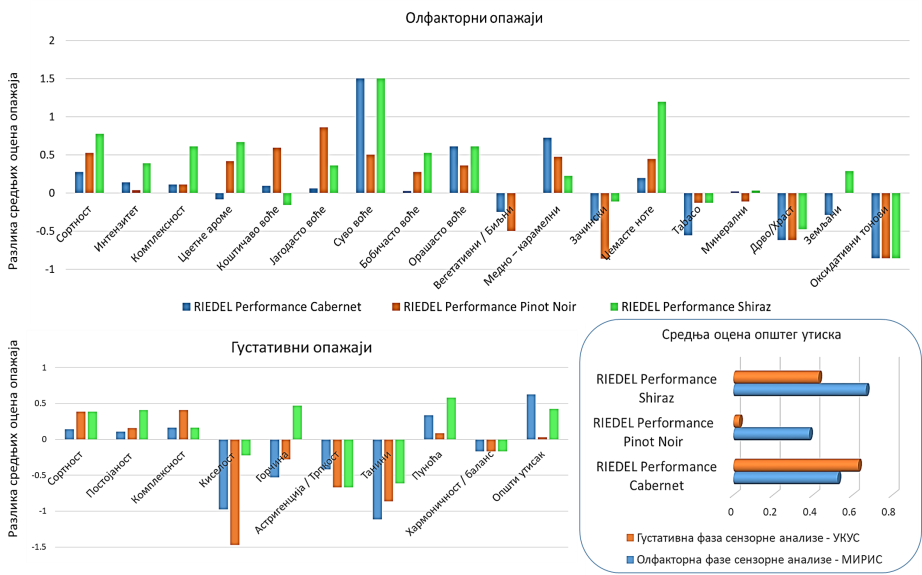 Олфакторни опажаји
Разлика средњих оцена опажаја
2
1.5
1
0.5
0
-0.5
-1
Сортност
Интензитет
Комплексност
Цветне ароме
Коштичаво воће
Јагодасто воће
Суво воће
Бобичасто воће
Орашасто воће
Вегетативни / Биљни
Медно – карамелни
Зачински
Џемасте ноте
Tabaco
Минерални
Дрво/Храст
Земљани
Оксидативни тонови
RIEDEL Performance Cabernet
RIEDEL Performance Pinot Noir
RIEDEL Performance Shiraz
Густативни опажаји
Разлика средњих оцена опажаја
1
0.5
0
-0.5
-1
-1.5
Сортност
Постојаност
Комплексност
Киселост
Горчина
Астригенција / Трпкост
Танини
Пуноћа
Хармоничност / баланс
Општи утисак
Средња оцена општег утиска
RIEDEL Performance
Shiraz
RIEDEL Performance
Pinot Noir
RIEDEL Performance
Cabernet
0
0.2
0.4
0.6
0.8
Густативна фаза сензорне анализе - УКУС
Олфакторна фазе сензорне анализе - МИРИС